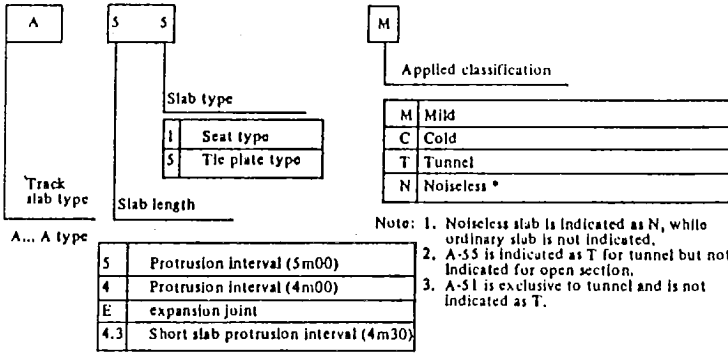 A 5 5 M
Applied classification
Slab type
1 Seat type
5 Tie plate type
M Mild
C Cold
T Tunnel
N Noiseless *
Track
slab type
A... A type
Slab length
5 Protrusion interval (5m00)
4 Protrusion interval (4m00)
E expansion joint
4.3 Short slab protrusion interval (4m30)
Note: 1. Noiseless slab is indicated as N, while
ordinary slab is not indicated.
2. A-55 is indicated as T for tunnel but not
indicated for open section.
3. A-51 is exclusive to tunnel and is not
indicated as T.